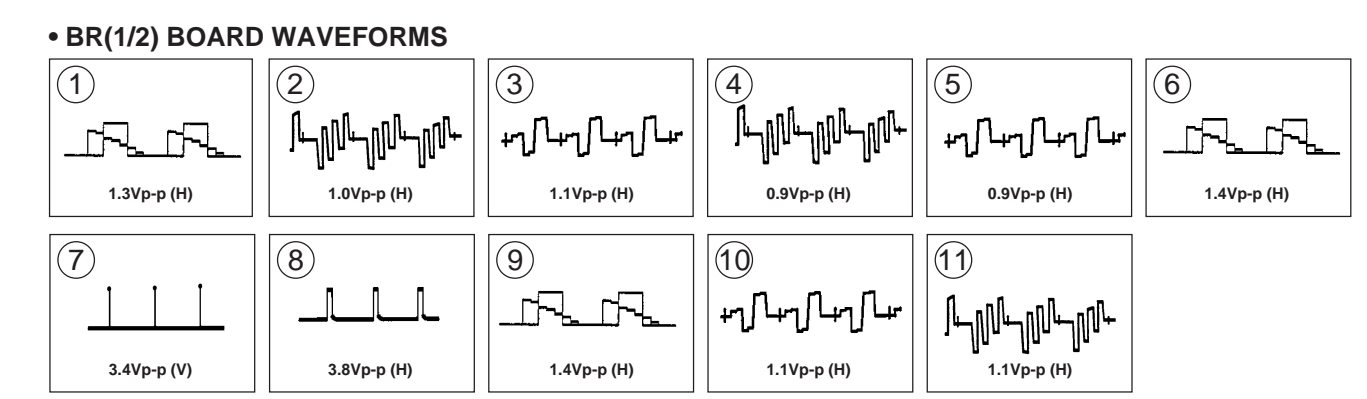 • BR(1/2) BOARD WAVEFORMS
1 2 3 4 5 6
1.3Vp-p (H) 1.0Vp-p (H) 1.1Vp-p (H) 0.9Vp-p (H) 0.9Vp-p (H) 1.4Vp-p (H)
7 8 9 10 11
3.4Vp-p (V) 3.8Vp-p (H) 1.4Vp-p (H) 1.1Vp-p (H) 1.1Vp-p (H)